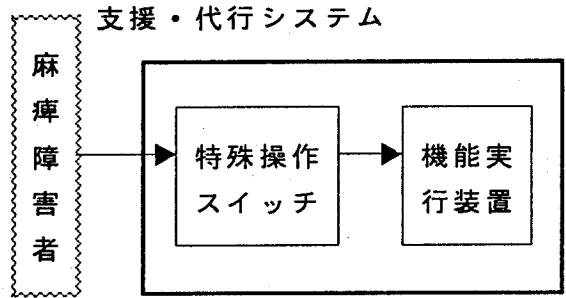 支援・代行システム
麻痺障害者
特殊操作
スイッチ
機能実
行装置